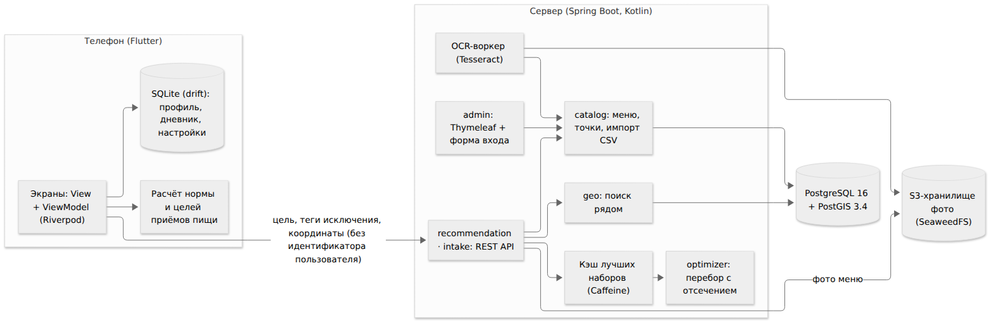 Телефон (Flutter)
SQLite (drift):
профиль,
дневник,
настройки
Экраны: View
+ ViewModel
(Riverpod)
Расчёт нормы
и целей
приёмов пищи
цель, теги исключения,
координаты (без
идентификатора
пользователя)
Сервер (Spring Boot, Kotlin)
OCR-воркер
(Tesseract)
admin:
Thymeleaf +
форма входа
catalog: меню,
точки, импорт
CSV
geo: поиск
рядом
recommendation
· intake: REST API
Кэш лучших
наборов
(Caffeine)
optimizer:
перебор с
отсечением
PostgreSQL 16
+ PostGIS 3.4
S3-хранилище
фото
(SeaweedFS)
фото меню